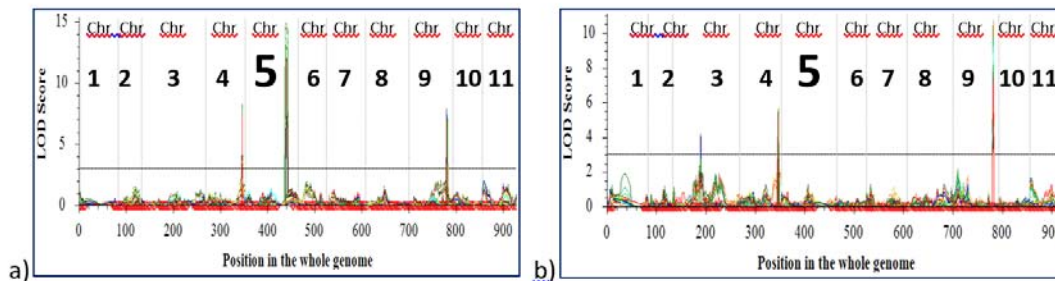 Chr Chr Chr Chr Chr Chr Chr Chr Chr Chr Chr
1 2 3 4 5 6 7 8 9 10 11
15
10
5
0
LOD Score
0 100 200 300 400 500 600 700 800 900
Position in the whole genome
a)
Chr Chr Chr Chr Chr Chr Chr Chr Chr Chr Chr
1 2 3 4 5 6 7 8 9 10 11
10
8
6
4
2
0
LOD Score
0 100 200 300 400 500 600 700 800 900
Position in the whole genome
b)